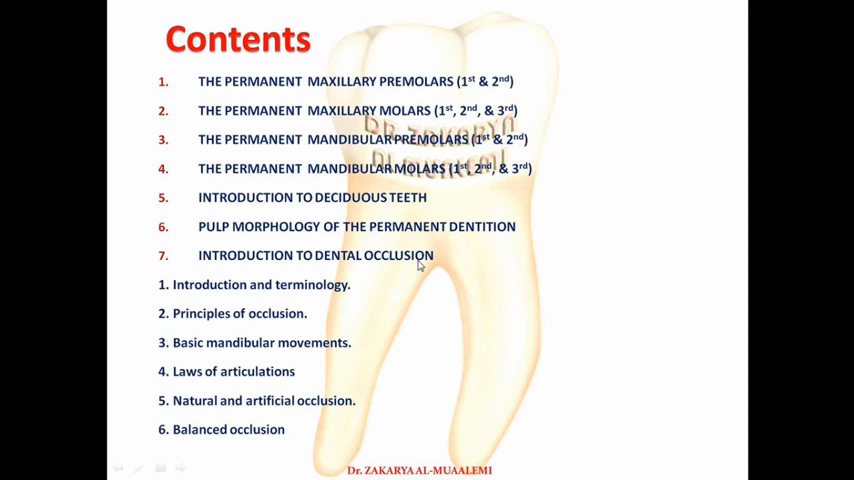 Contents
1. THE PERMANENT MAXILLARY PREMOLARS (1st & 2nd)
2. THE PERMANENT MAXILLARY MOLARS (1st, 2nd, & 3rd)
3. THE PERMANENT MANDIBULAR PREMOLARS (1st & 2nd)
4. THE PERMANENT MANDIBULAR MOLARS (1st, 2nd, & 3rd)
5. INTRODUCTION TO DECIDUOUS TEETH
6. PULP MORPHOLOGY OF THE PERMANENT DENTITION
7. INTRODUCTION TO DENTAL OCCLUSION
1. Introduction and terminology.
2. Principles of occlusion.
3. Basic mandibular movements.
4. Laws of articulations
5. Natural and artificial occlusion.
6. Balanced occlusion
DR ZAKARYA
Al-MUAALEMI
Dr. ZAKARYA AL-MUAALEMI